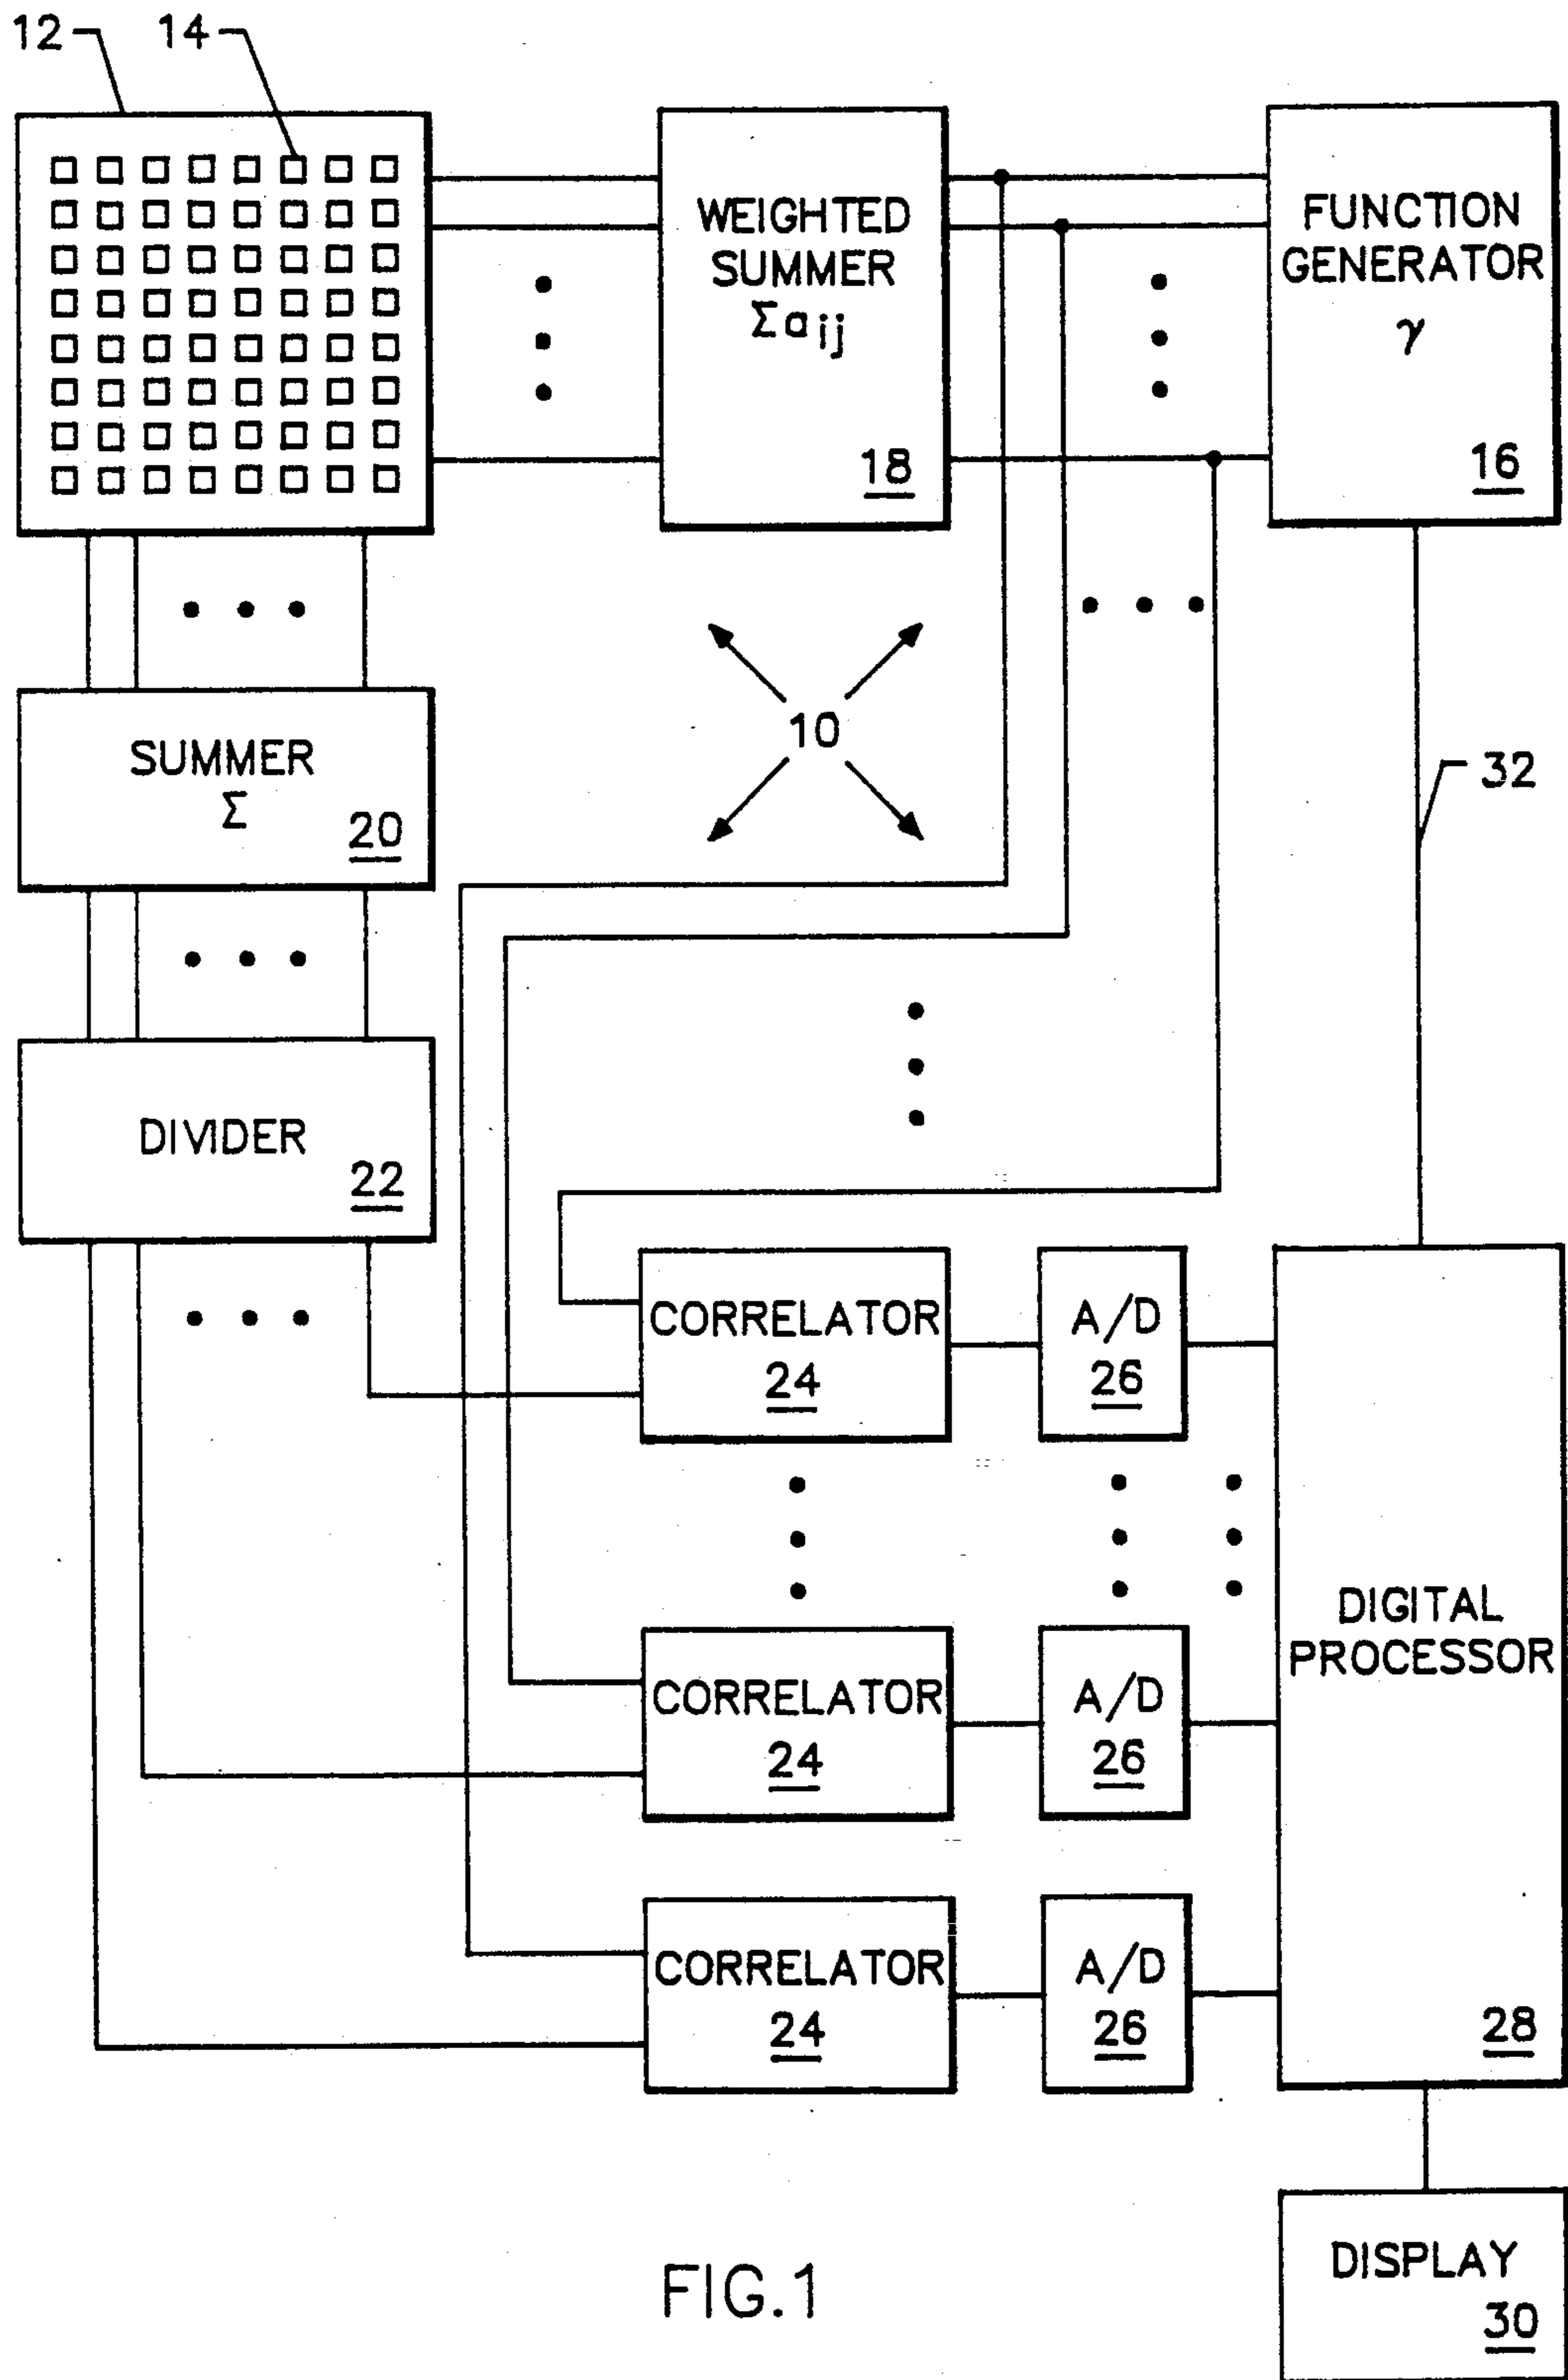 12
14
WEIGHTED
SUMMER
Σaij
18
FUNCTION
GENERATOR
γ
16
SUMMER
Σ
20
10
32
DIVIDER
22
CORRELATOR
24
A/D
26
DIGITAL
PROCESSOR
28
CORRELATOR
24
A/D
26
CORRELATOR
24
A/D
26
DISPLAY
30
FIG.1